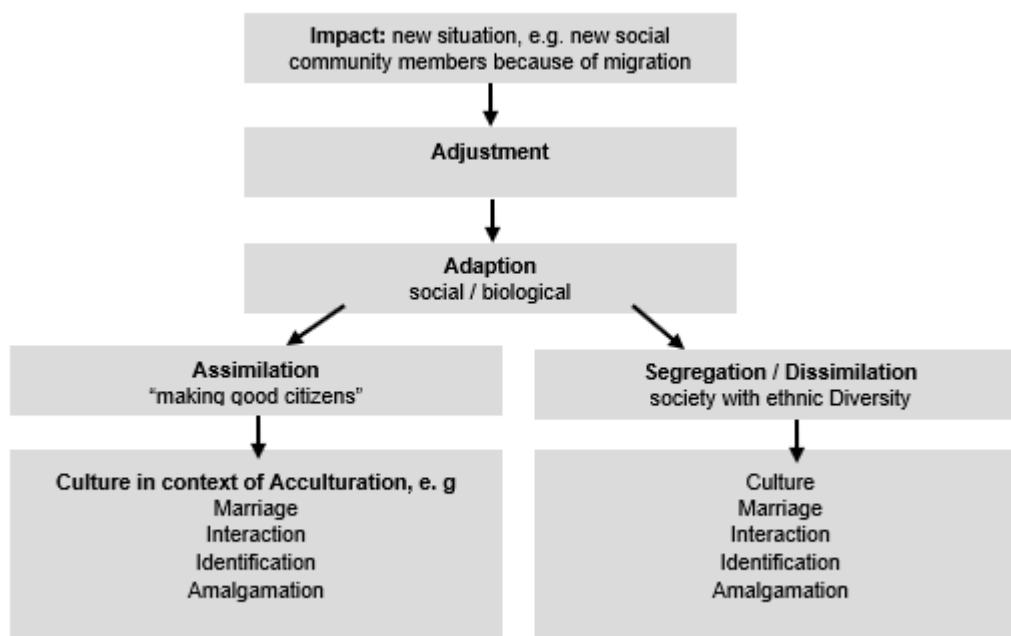 Impact: new situation, e.g. new social
community members because of migration
Adjustment
Adaption
social / biological
Assimilation
“making good citizens”
Segregation / Dissimilation
society with ethnic Diversity
Culture in context of Acculturation, e. g
Marriage
Interaction
Identification
Amalgamation
Culture
Marriage
Interaction
Identification
Amalgamation